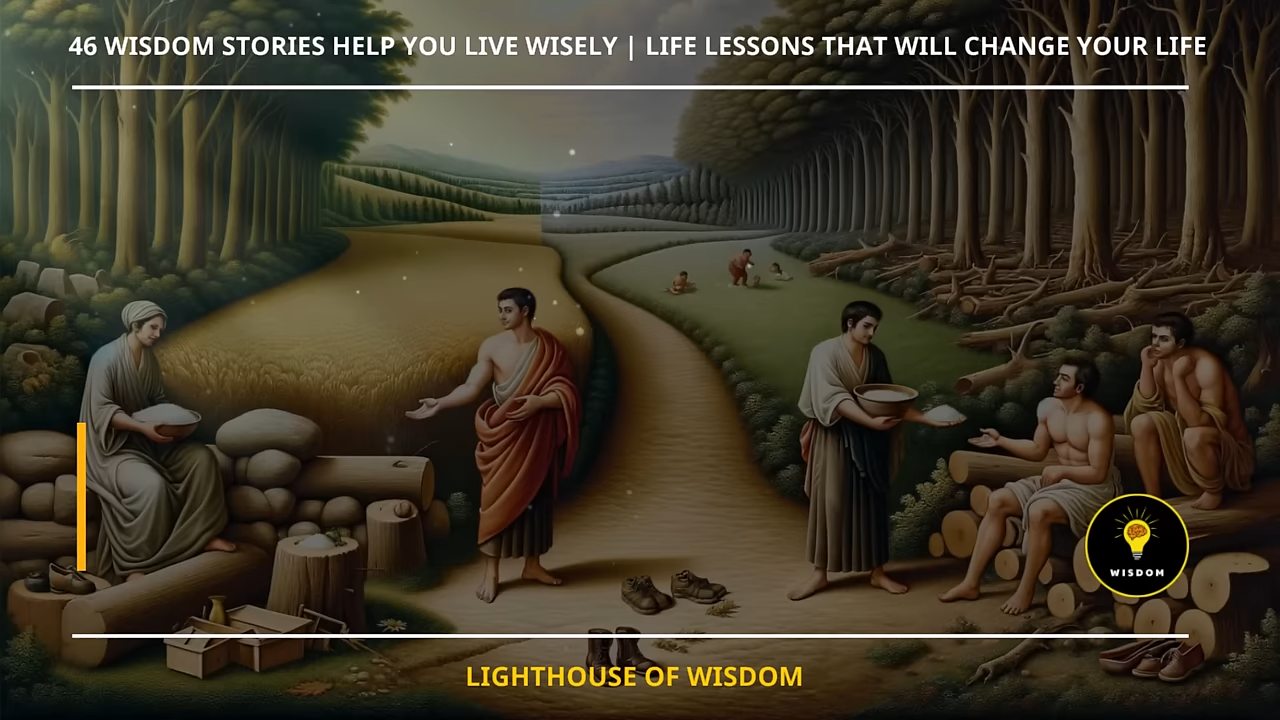 46 WISDOM STORIES HELP YOU LIVE WISELY | LIFE LESSONS THAT WILL CHANGE YOUR LIFE
WISDOM
LIGHTHOUSE OF WISDOM